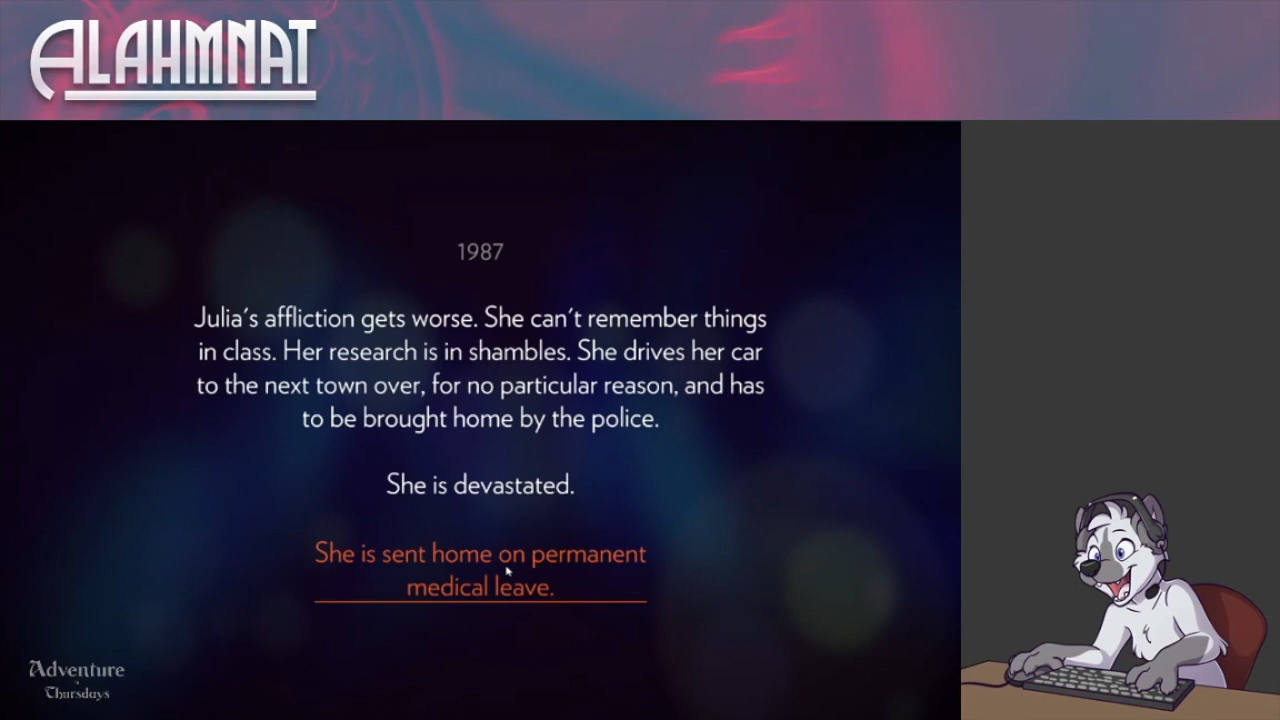 ALAHMNAT
1987
Julia's affliction gets worse. She can't remember things
in class. Her research is in shambles. She drives her car
to the next town over, for no particular reason, and has
to be brought home by the police.
She is devastated.
She is sent home on permanent
medical leave.
Adventure
Thursdays